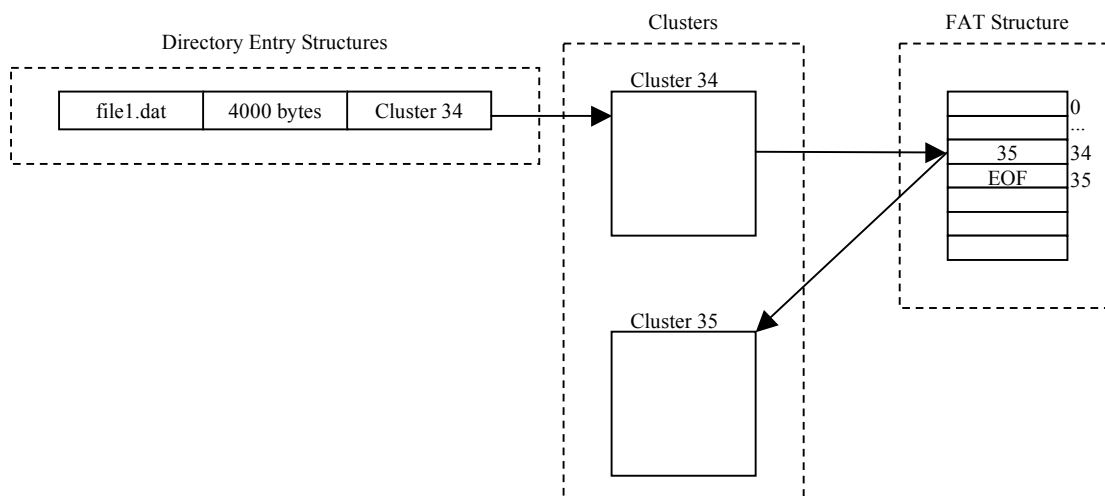 Directory Entry Structures
file1.dat 4000 bytes Cluster 34
Clusters
Cluster 34
Cluster 35
FAT Structure
0
...
35 34
EOF 35